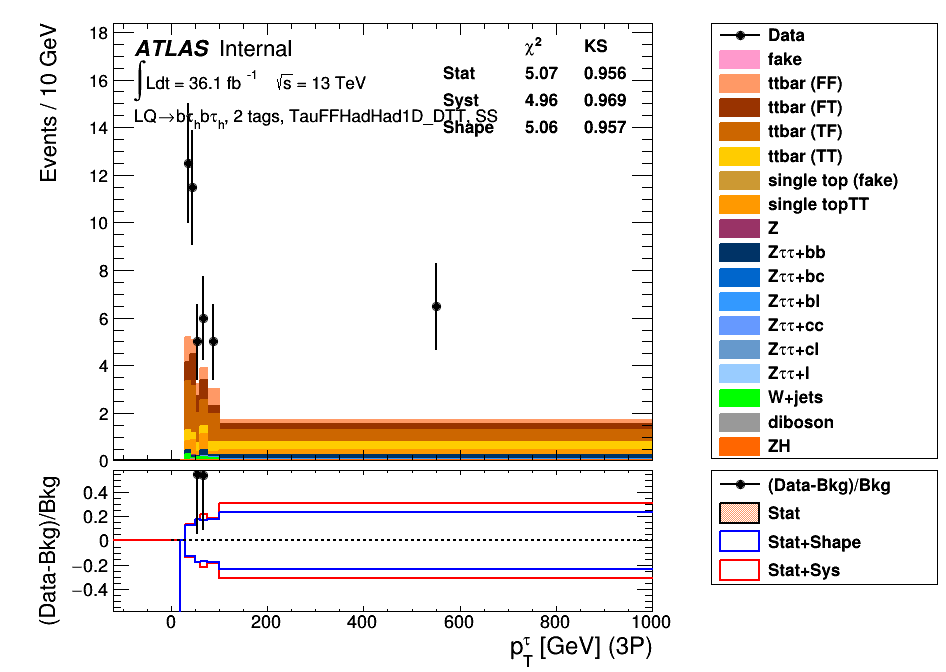 ATLAS Internal
∫Ldt = 36.1 fb⁻¹ √s = 13 TeV
LQ→bτₕbτₕ, 2 tags, TauFFHadHad1D_DTT, SS
χ² KS
Stat 5.07 0.956
Syst 4.96 0.969
Shape 5.06 0.957
Events / 10 GeV
18
16
14
12
10
8
6
4
2
0
Data
fake
ttbar (FF)
ttbar (FT)
ttbar (TF)
ttbar (TT)
single top (fake)
single topTT
Z
Zττ+bb
Zττ+bc
Zττ+bl
Zττ+cc
Zττ+cl
Zττ+l
W+jets
diboson
ZH
(Data-Bkg)/Bkg
0.4
0.2
0
−0.2
−0.4
0 200 400 600 800 1000
p_T^τ [GeV] (3P)
(Data-Bkg)/Bkg
Stat
Stat+Shape
Stat+Sys